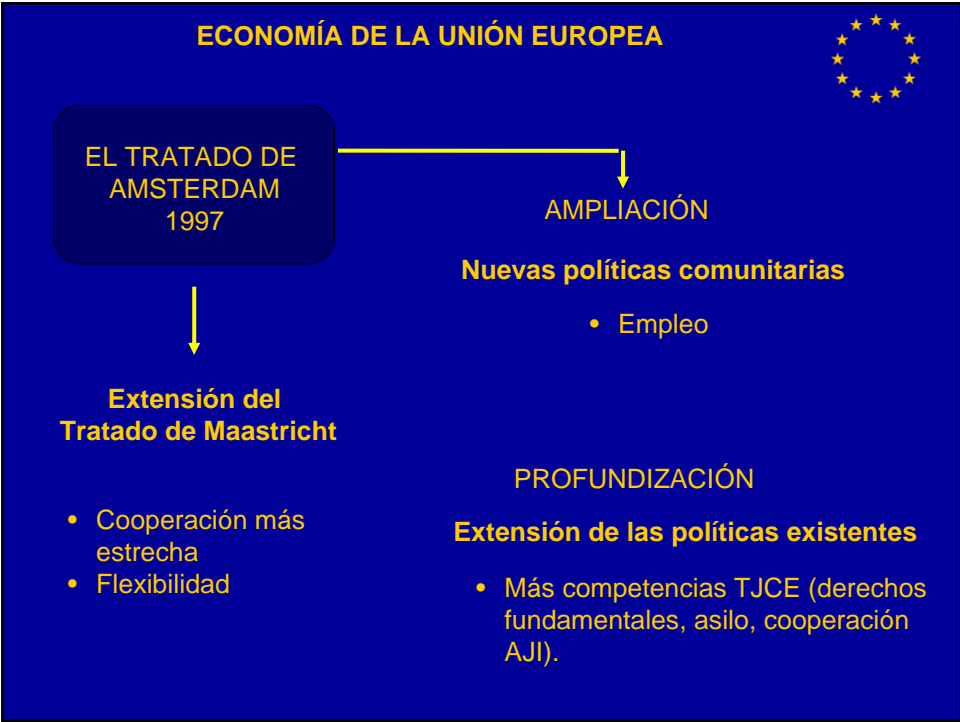 ECONOMÍA DE LA UNIÓN EUROPEA
EL TRATADO DE
AMSTERDAM
1997
Extensión del
Tratado de Maastricht
• Cooperación más
estrecha
• Flexibilidad
AMPLIACIÓN
Nuevas políticas comunitarias
• Empleo
PROFUNDIZACIÓN
Extensión de las políticas existentes
• Más competencias TJCE (derechos
fundamentales, asilo, cooperación
AJI).